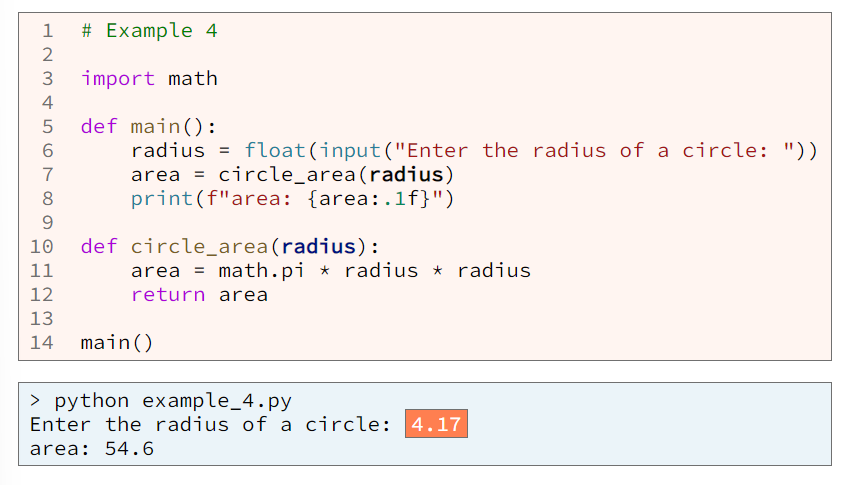 1 # Example 4
2
3 import math
4
5 def main():
6     radius = float(input("Enter the radius of a circle: "))
7     area = circle_area(radius)
8     print(f"area: {area:.1f}")
9
10 def circle_area(radius):
11     area = math.pi * radius * radius
12     return area
13
14 main()
> python example_4.py
Enter the radius of a circle: 4.17
area: 54.6